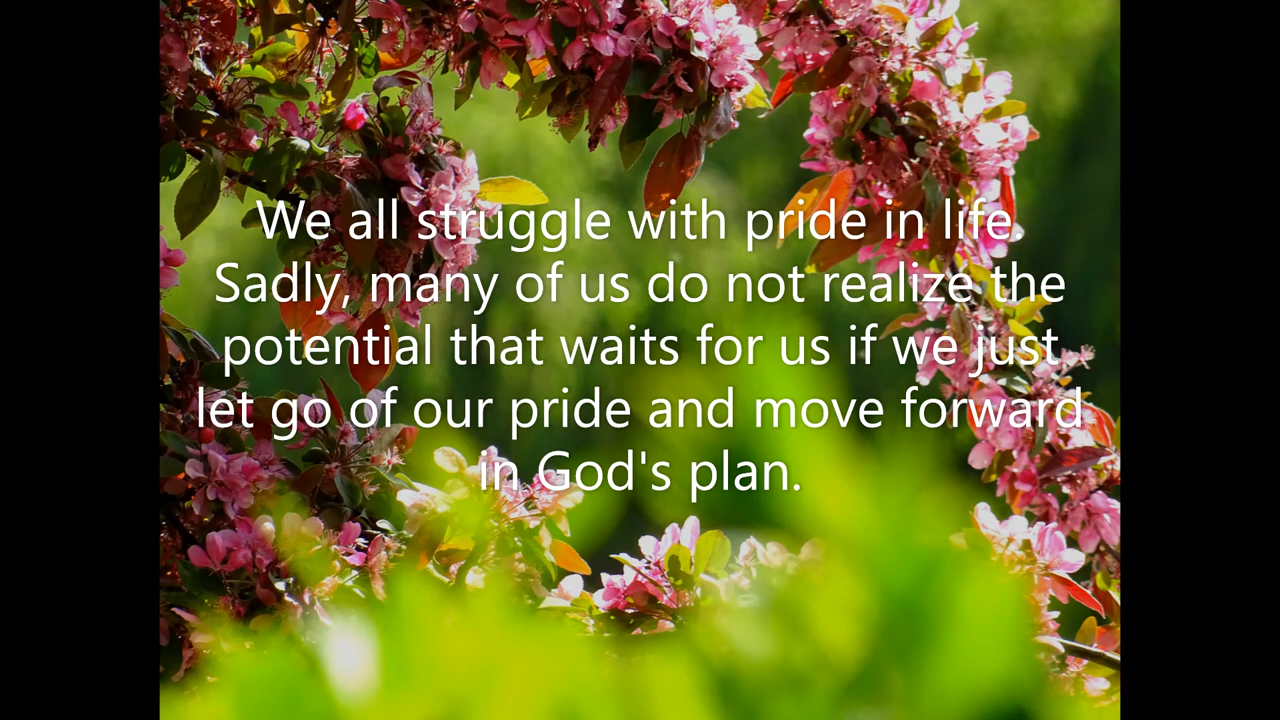 We all struggle with pride in life.
Sadly, many of us do not realize the
potential that waits for us if we just
let go of our pride and move forward
in God's plan.